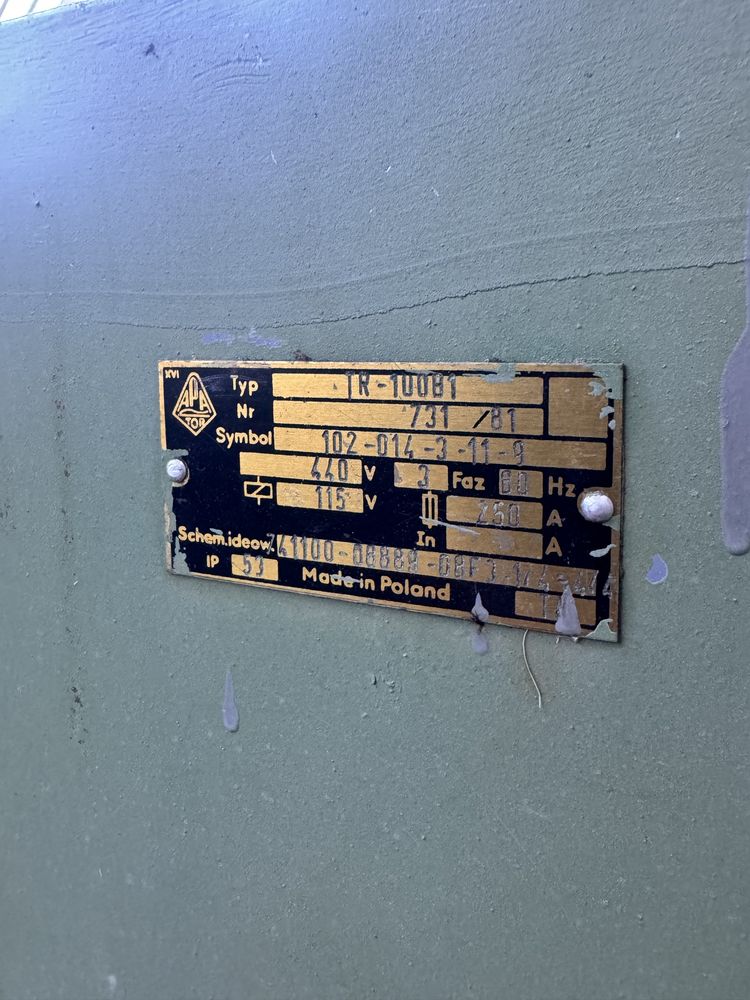 XVI
APA
TOR
Typ TR-10081
Nr 731 /81
Symbol 102-014-3-11-9
440 V 3 Faz 60 Hz
115 V 250 A
In A
Schem.ideow.
IP 53 Made in Poland